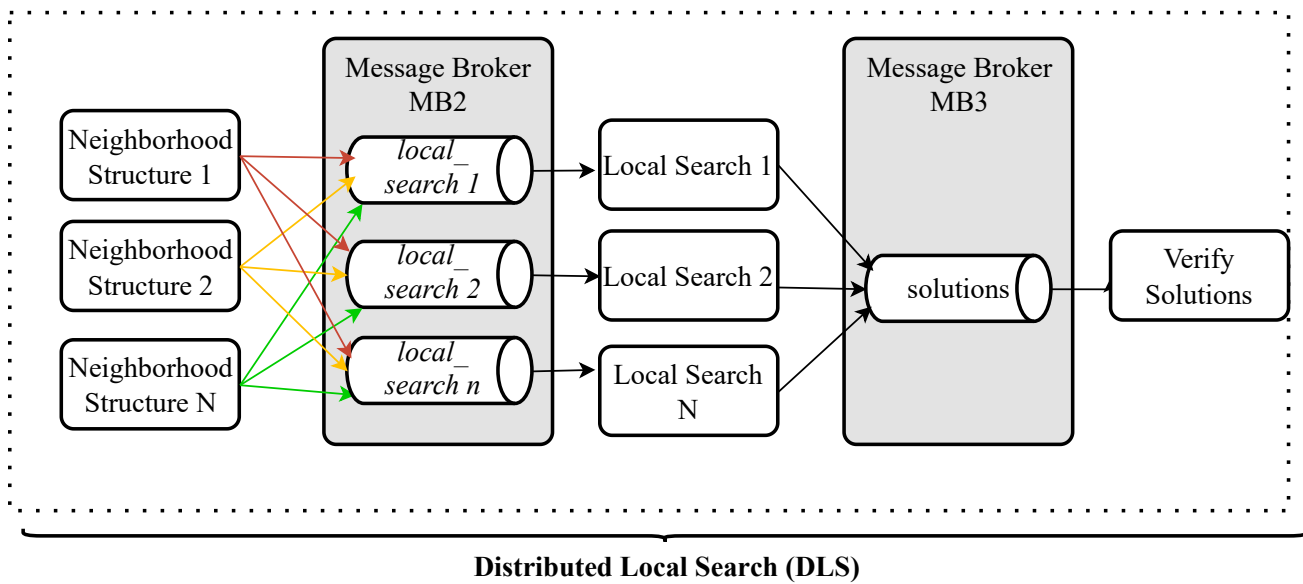 Message Broker
MB2
Message Broker
MB3
Neighborhood
Structure 1
Neighborhood
Structure 2
Neighborhood
Structure N
local_
search 1
local_
search 2
local_
search n
Local Search 1
Local Search 2
Local Search
N
solutions
Verify
Solutions
Distributed Local Search (DLS)